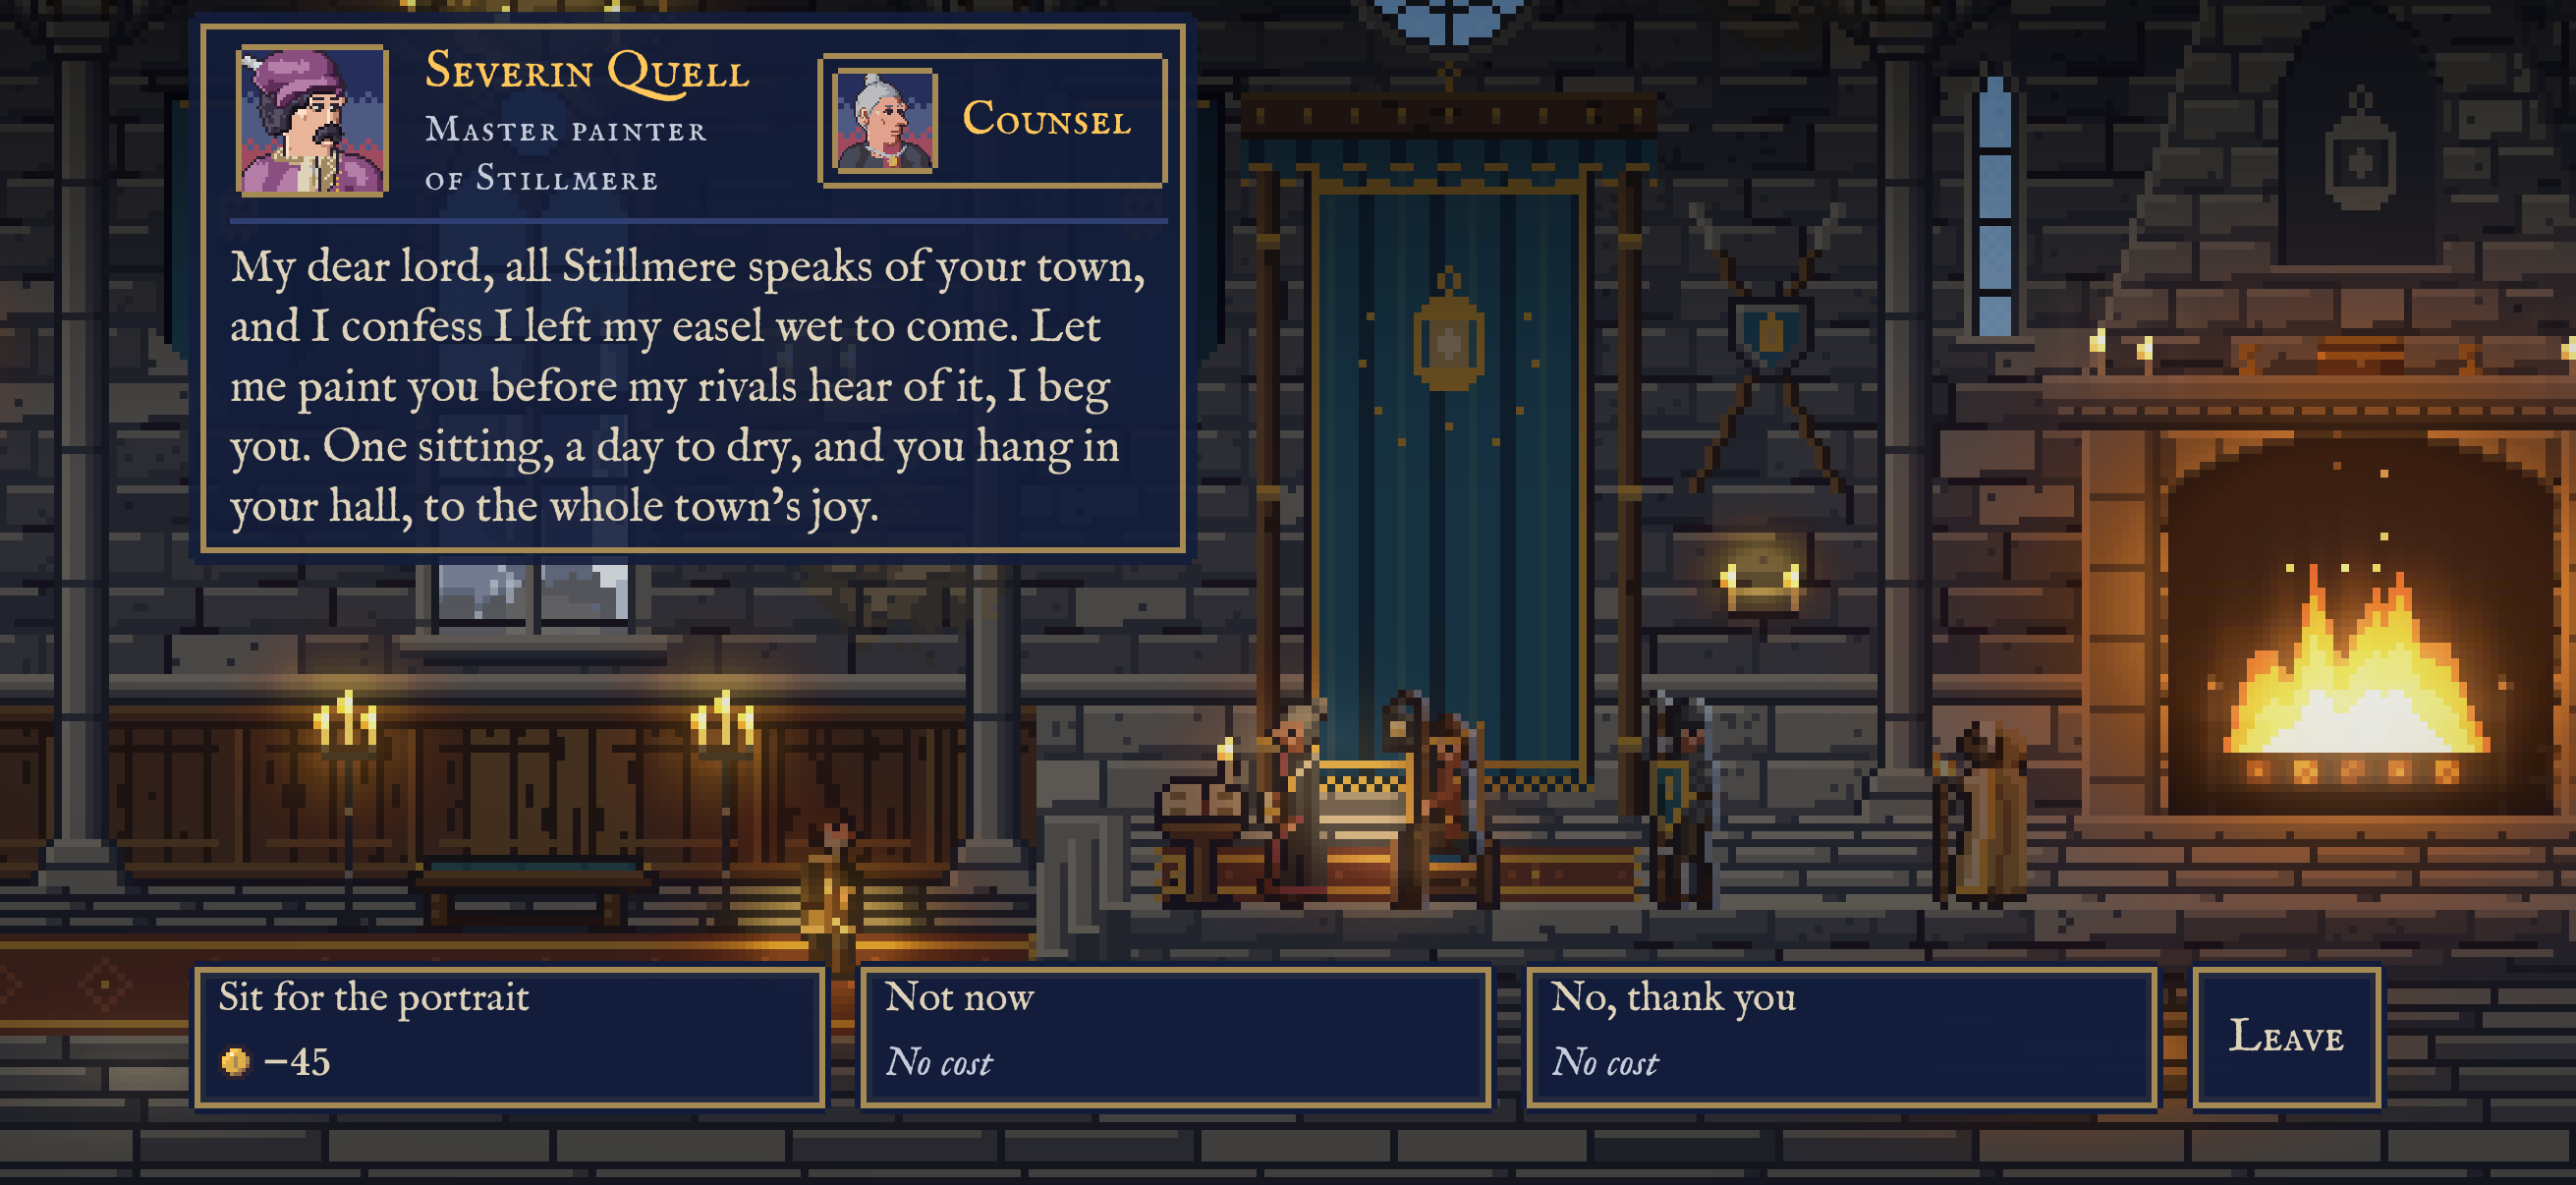 Severin Quell
Master painter
of Stillmere
Counsel
My dear lord, all Stillmere speaks of your town,
and I confess I left my easel wet to come. Let
me paint you before my rivals hear of it, I beg
you. One sitting, a day to dry, and you hang in
your hall, to the whole town’s joy.
Sit for the portrait
−45
Not now
No cost
No, thank you
No cost
Leave